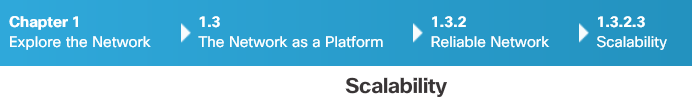 Chapter 1
Explore the Network
1.3
The Network as a Platform
1.3.2
Reliable Network
1.3.2.3
Scalability
Scalability